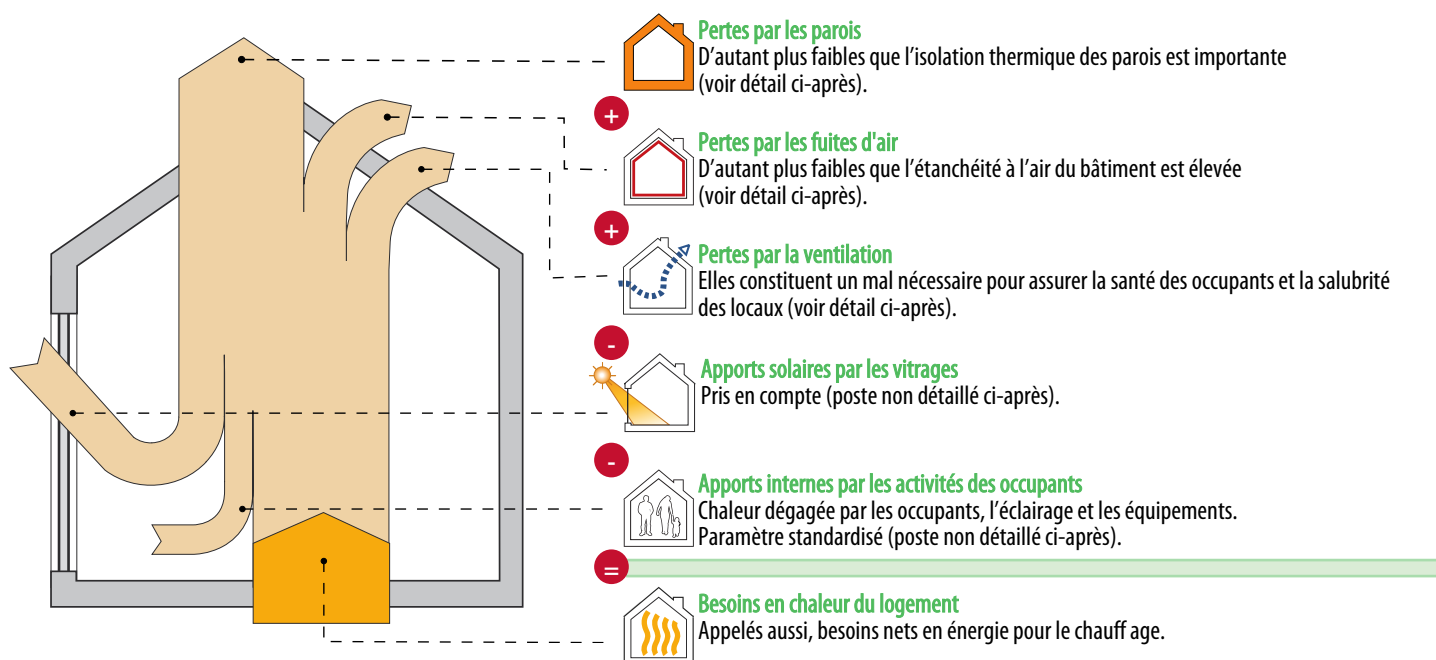 Pertes par les parois
D’autant plus faibles que l’isolation thermique des parois est importante
(voir détail ci-après).
+
Pertes par les fuites d'air
D’autant plus faibles que l’étanchéité à l’air du bâtiment est élevée
(voir détail ci-après).
+
Pertes par la ventilation
Elles constituent un mal nécessaire pour assurer la santé des occupants et la salubrité
des locaux (voir détail ci-après).
-
Apports solaires par les vitrages
Pris en compte (poste non détaillé ci-après).
-
Apports internes par les activités des occupants
Chaleur dégagée par les occupants, l’éclairage et les équipements.
Paramètre standardisé (poste non détaillé ci-après).
=
Besoins en chaleur du logement
Appelés aussi, besoins nets en énergie pour le chauff age.